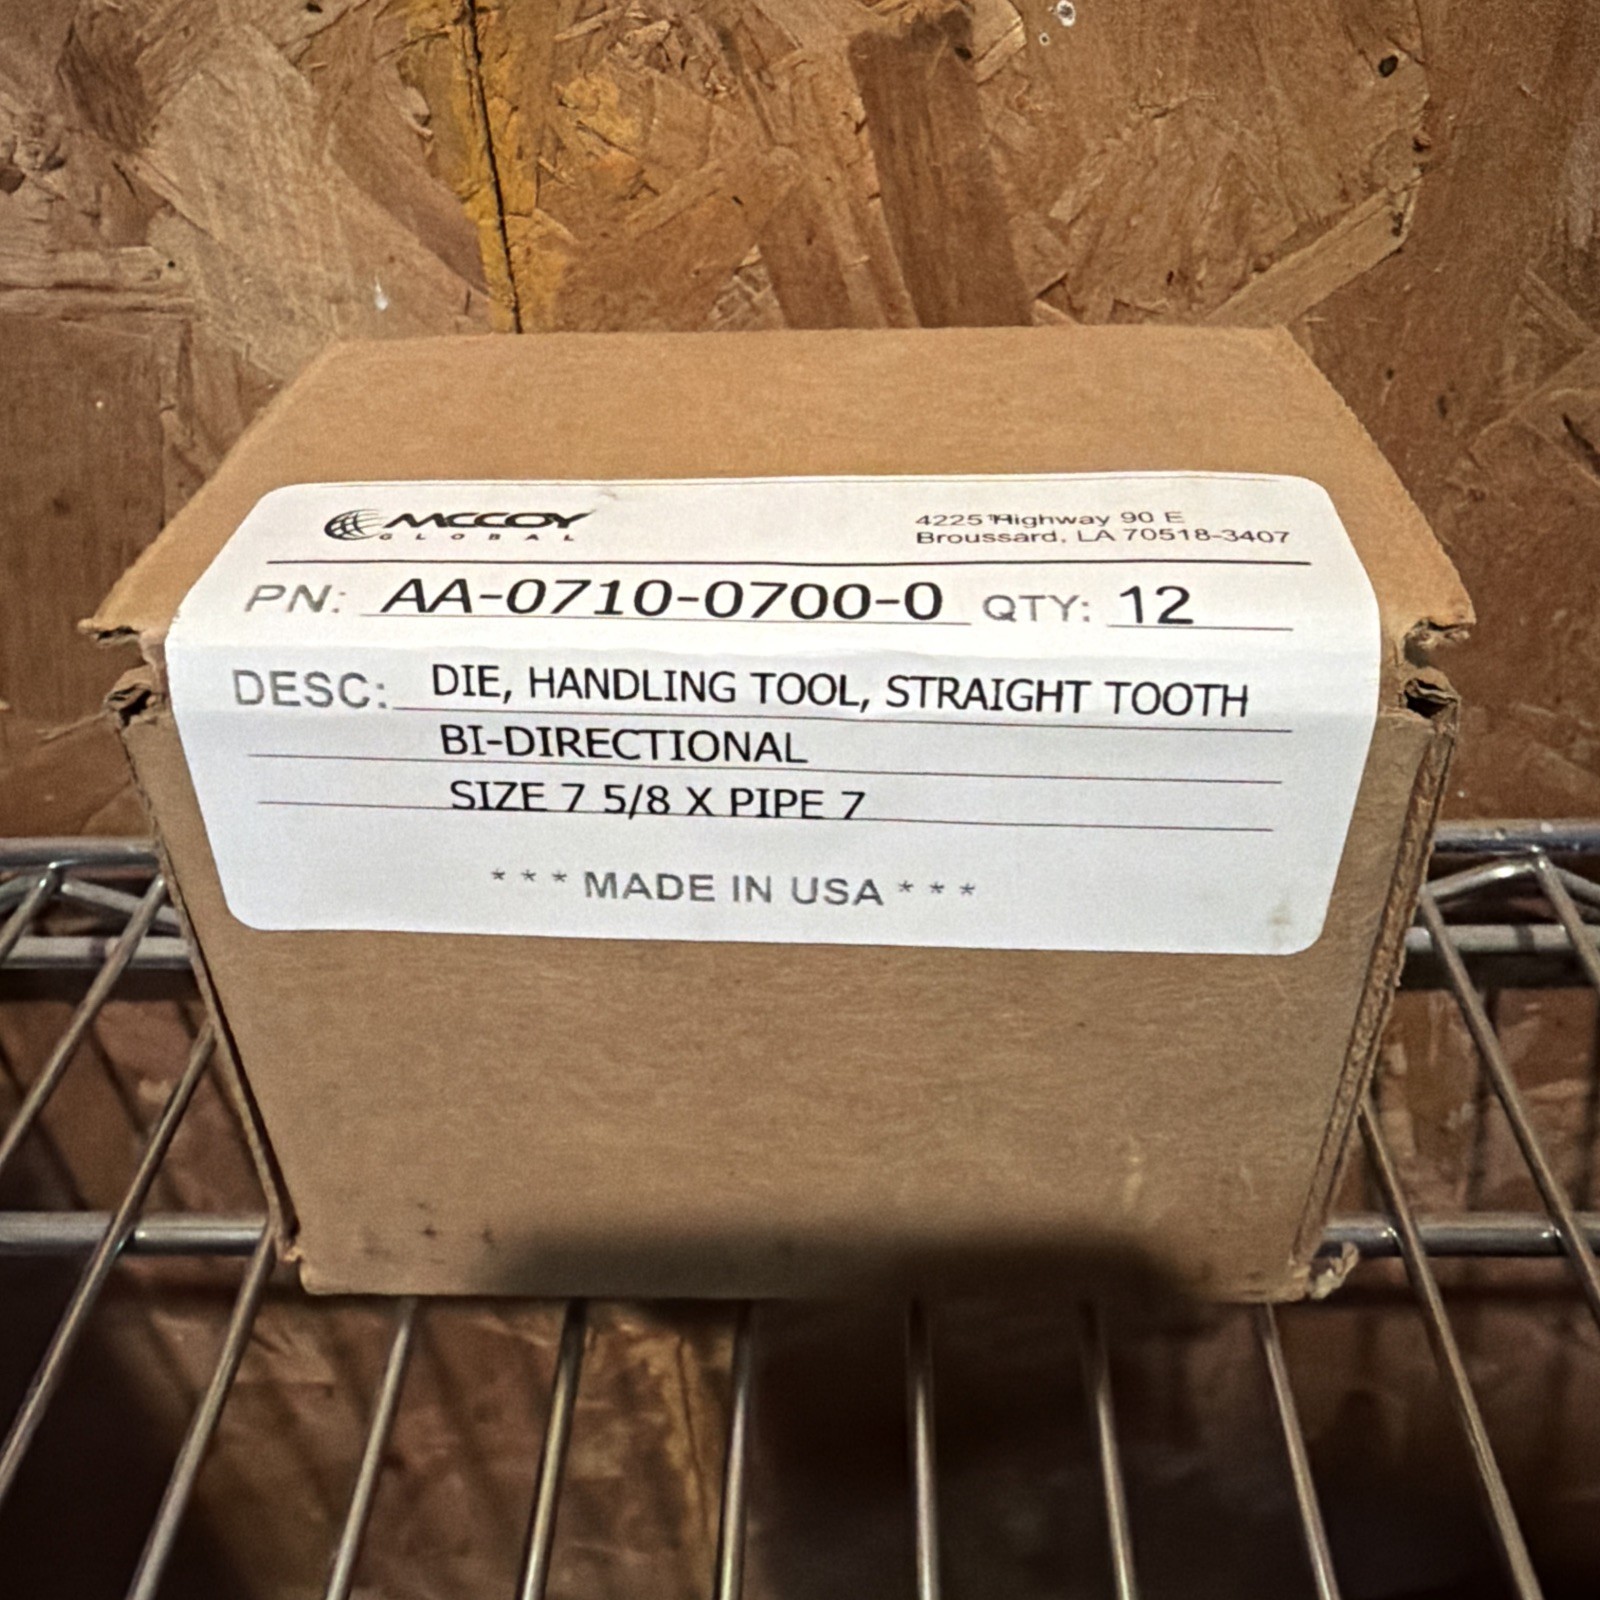 MCCOY
GLOBAL
4225 Highway 90 E
Broussard, LA 70518-3407
PN: AA-0710-0700-0 QTY: 12
DESC: DIE, HANDLING TOOL, STRAIGHT TOOTH
BI-DIRECTIONAL
SIZE 7 5/8 X PIPE 7
* * * MADE IN USA * * *